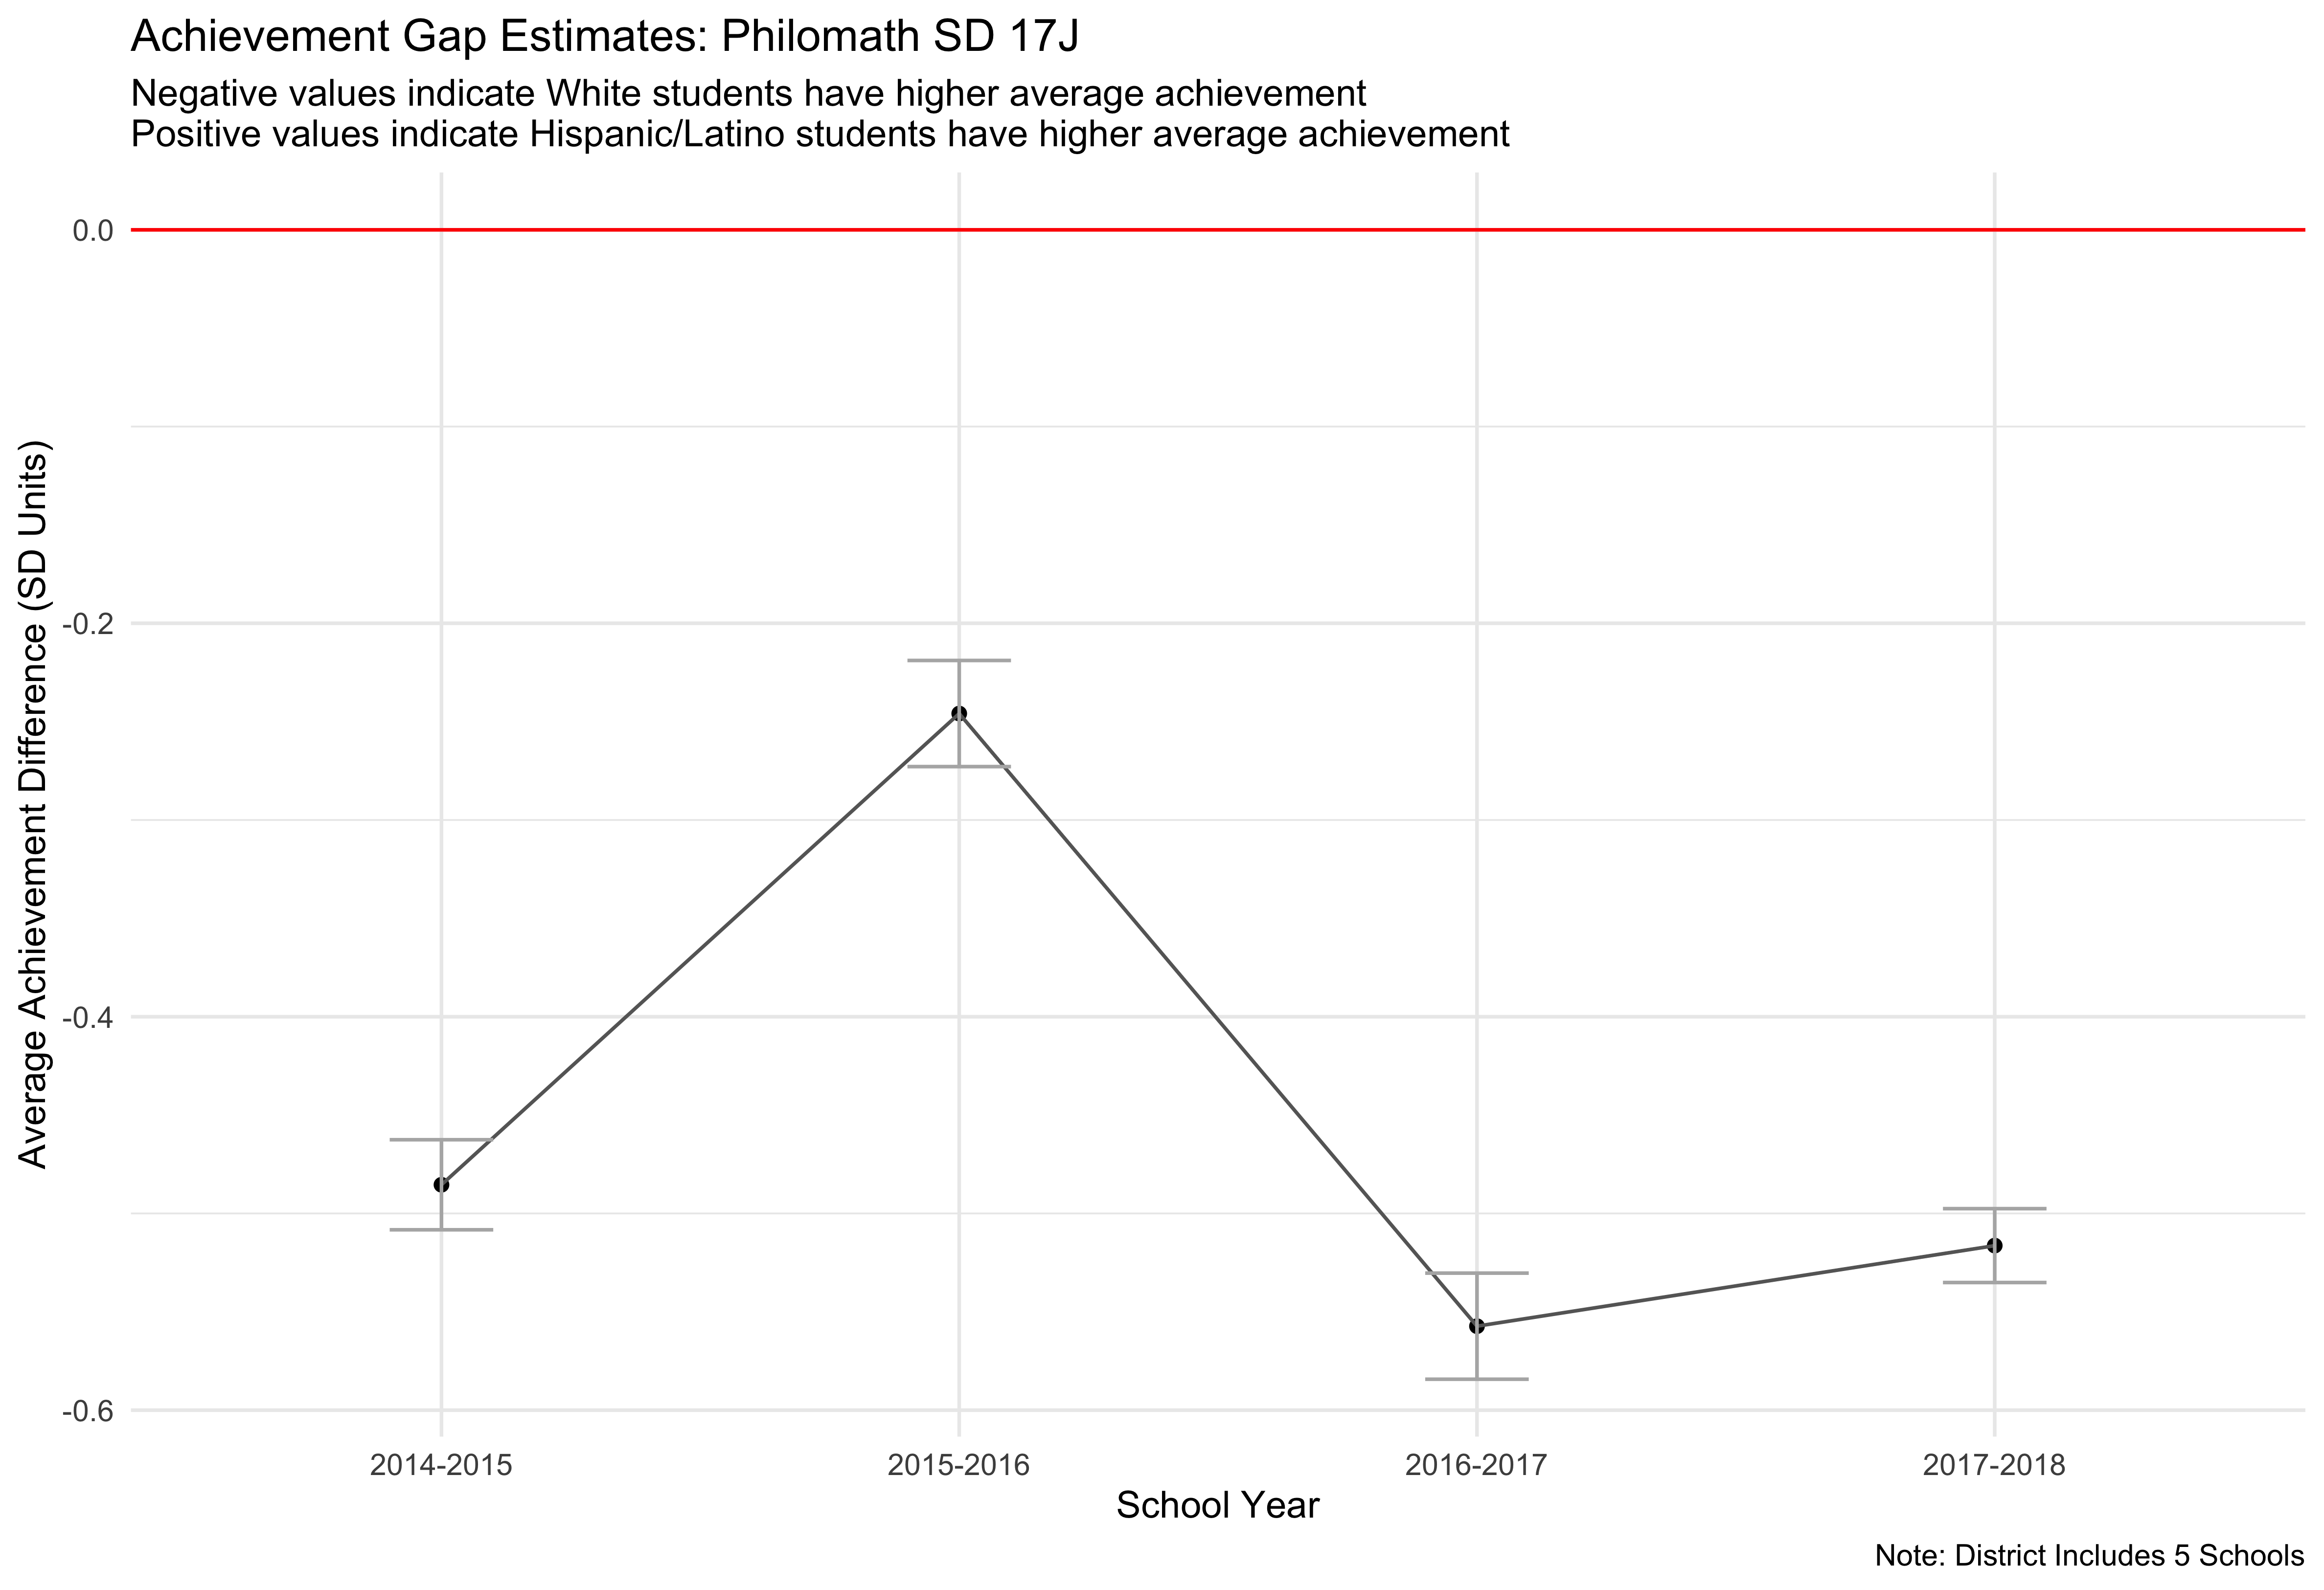 Achievement Gap Estimates: Philomath SD 17J
Negative values indicate White students have higher average achievement
Positive values indicate Hispanic/Latino students have higher average achievement
Average Achievement Difference (SD Units)
0.0
-0.2
-0.4
-0.6
2014-2015
2015-2016
2016-2017
2017-2018
School Year
Note: District Includes 5 Schools